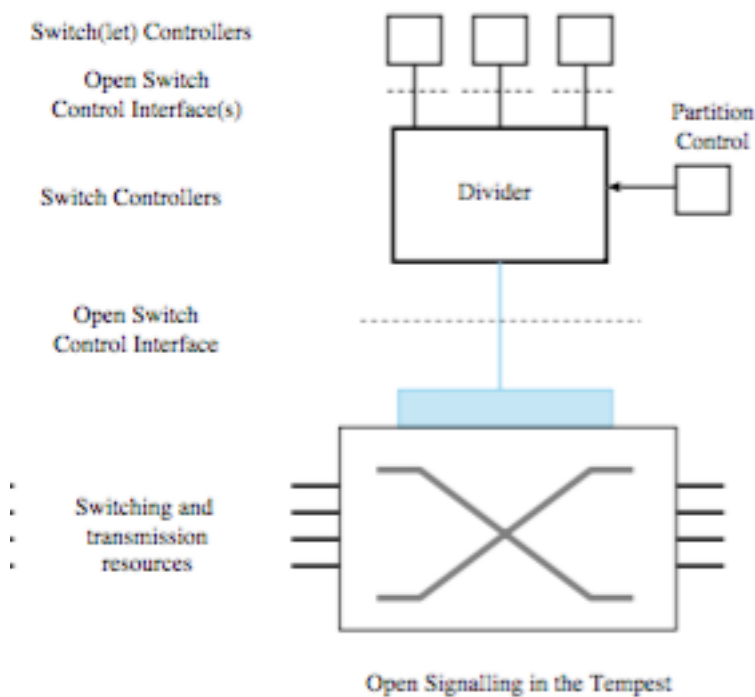 Switch(let) Controllers
Open Switch
Control Interface(s)
Partition
Control
Switch Controllers
Divider
Open Switch
Control Interface
Switching and
transmission
resources
Open Signalling in the Tempest